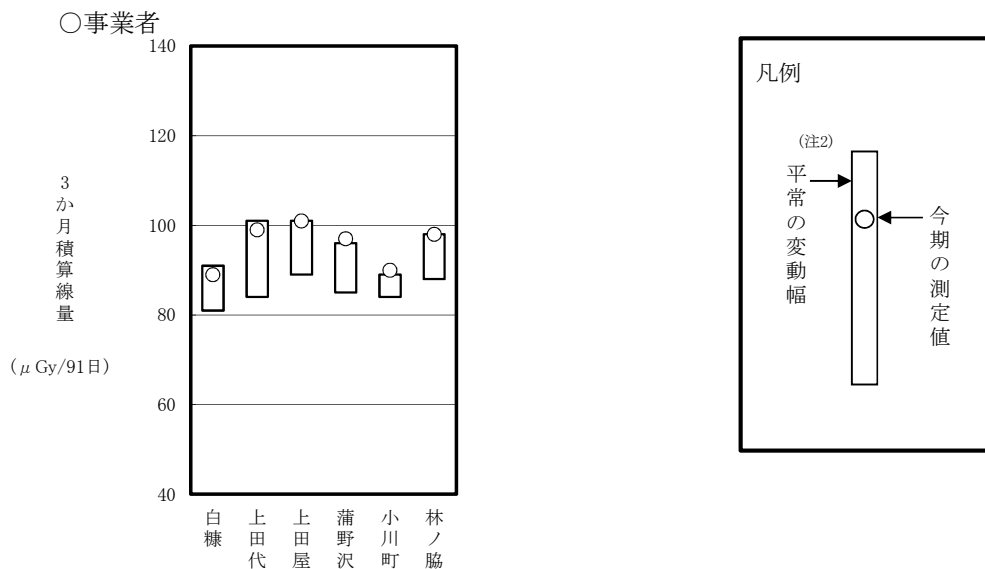 ○事業者
140
120
100
80
60
40
3か月積算線量
(μGy/91日)
白糠
上田代
上田屋
蒲野沢
小川町
林ノ脇
凡例
(注2)
平常の変動幅
今期の測定値